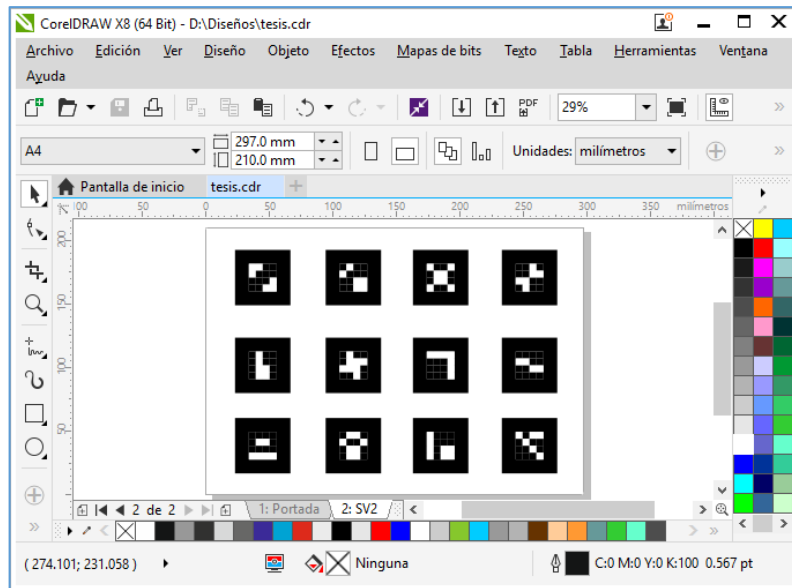 CorelDRAW X8 (64 Bit) - D:\Diseños\tesis.cdr
Archivo Edición Ver Diseño Objeto Efectos Mapas de bits Texto Tabla Herramientas Ventana
Ayuda
PDF 29%
A4 297.0 mm 210.0 mm Unidades: milímetros
Pantalla de inicio tesis.cdr
100 50 0 50 100 150 200 250 300 350 milímetros
200
150
100
50
2 de 2 1: Portada 2: SV2
( 274.101; 231.058 ) Ninguna C:0 M:0 Y:0 K:100 0.567 pt